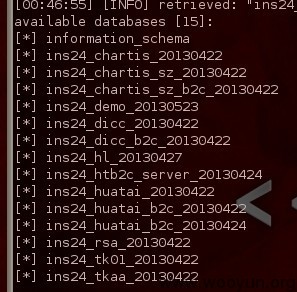 [00:46:55] [INFO] retrieved: "ins24_
available databases [15]:
[*] information_schema
[*] ins24_chartis_20130422
[*] ins24_chartis_sz_20130422
[*] ins24_chartis_sz_b2c_20130422
[*] ins24_demo_20130523
[*] ins24_dicc_20130422
[*] ins24_dicc_b2c_20130422
[*] ins24_hl_20130427
[*] ins24_htb2c_server_20130424
[*] ins24_huatai_20130422
[*] ins24_huatai_b2c_20130422
[*] ins24_huatai_b2c_20130424
[*] ins24_rsa_20130422
[*] ins24_tk01_20130422
[*] ins24_tkaa_20130422